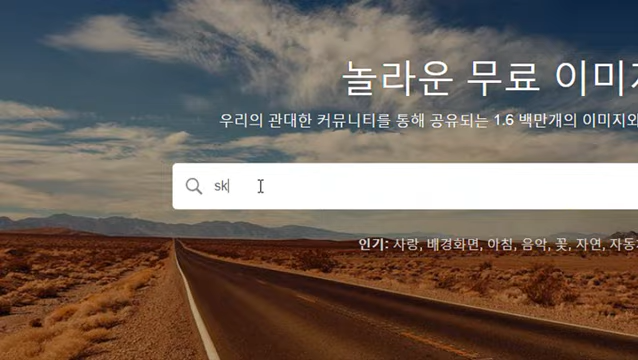 놀라운 무료 이미지
우리의 관대한 커뮤니티를 통해 공유되는 1.6 백만개의 이미지와
sk
인기: 사랑, 배경화면, 아침, 음악, 꽃, 자연, 자동